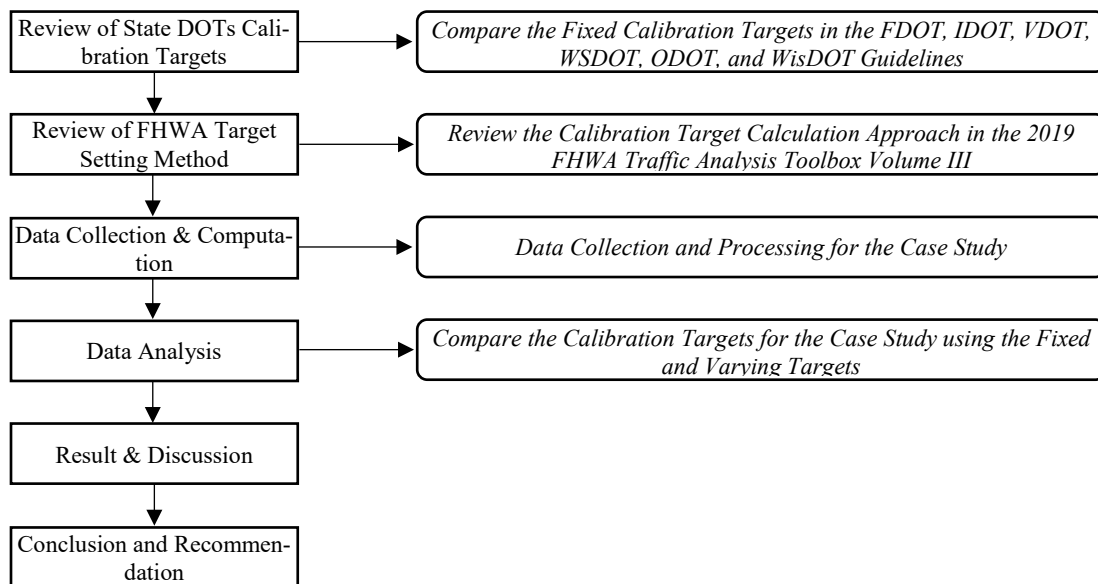 Review of State DOTs Cali-
bration Targets
Compare the Fixed Calibration Targets in the FDOT, IDOT, VDOT,
WSDOT, ODOT, and WisDOT Guidelines
Review of FHWA Target
Setting Method
Review the Calibration Target Calculation Approach in the 2019
FHWA Traffic Analysis Toolbox Volume III
Data Collection & Computa-
tion
Data Collection and Processing for the Case Study
Data Analysis
Compare the Calibration Targets for the Case Study using the Fixed
and Varying Targets
Result & Discussion
Conclusion and Recommen-
dation